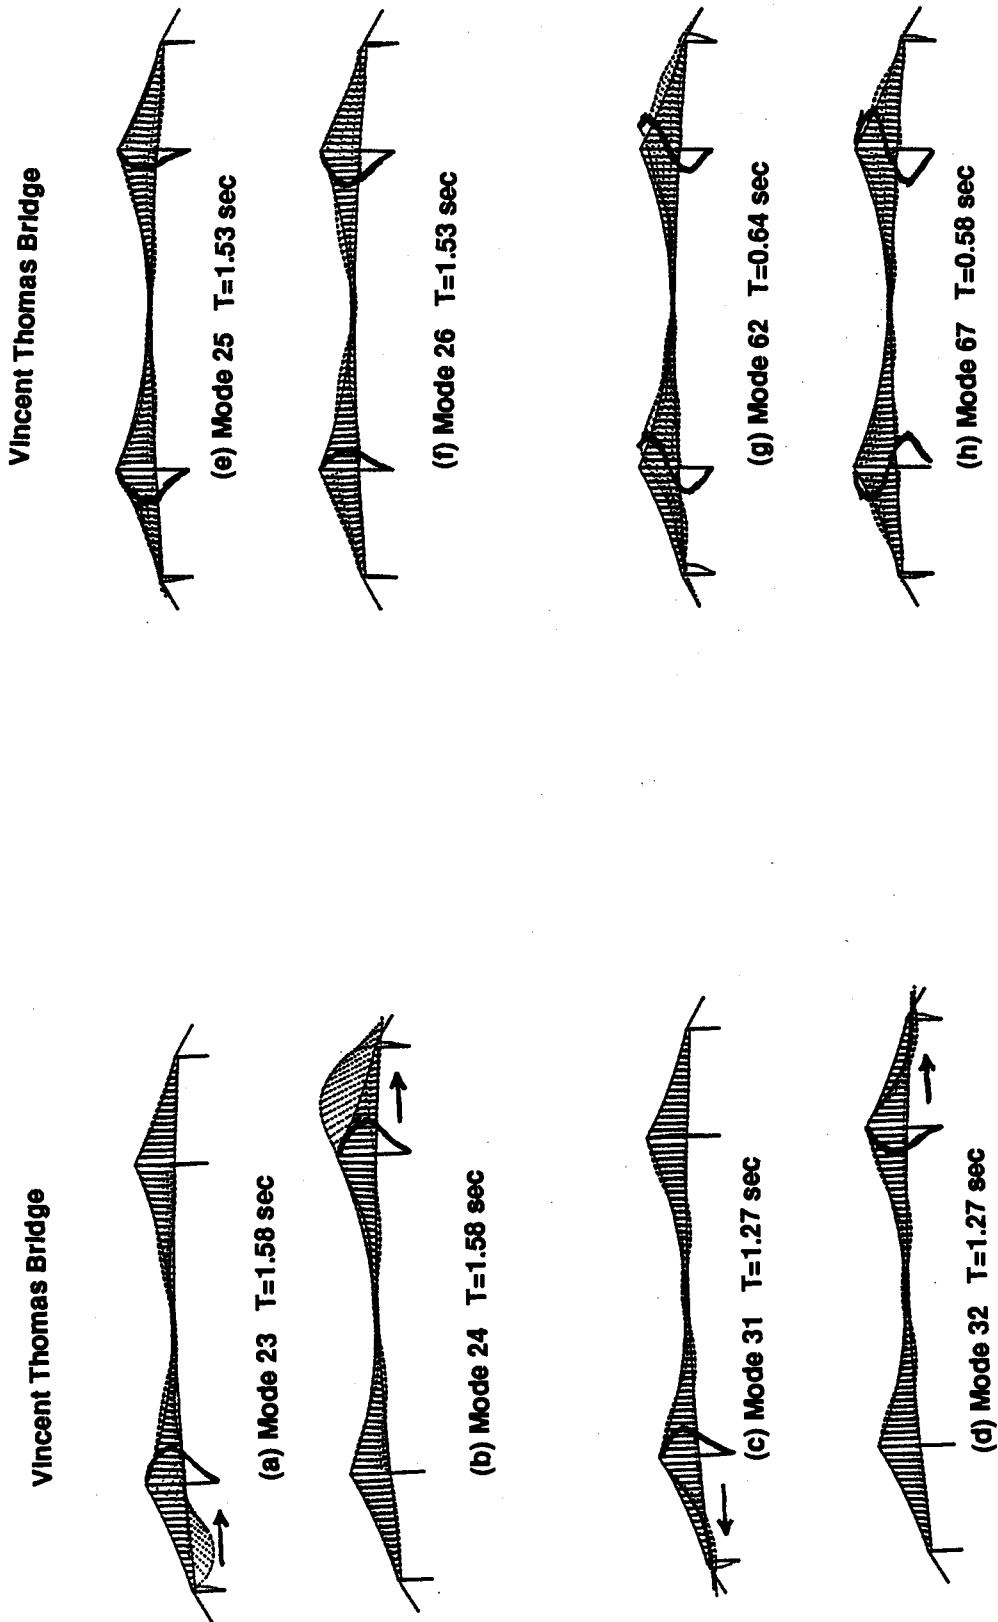 Vincent Thomas Bridge
(a) Mode 23 T=1.58 sec
(b) Mode 24 T=1.58 sec
(c) Mode 31 T=1.27 sec
(d) Mode 32 T=1.27 sec
Vincent Thomas Bridge
(e) Mode 25 T=1.53 sec
(f) Mode 26 T=1.53 sec
(g) Mode 62 T=0.64 sec
(h) Mode 67 T=0.58 sec